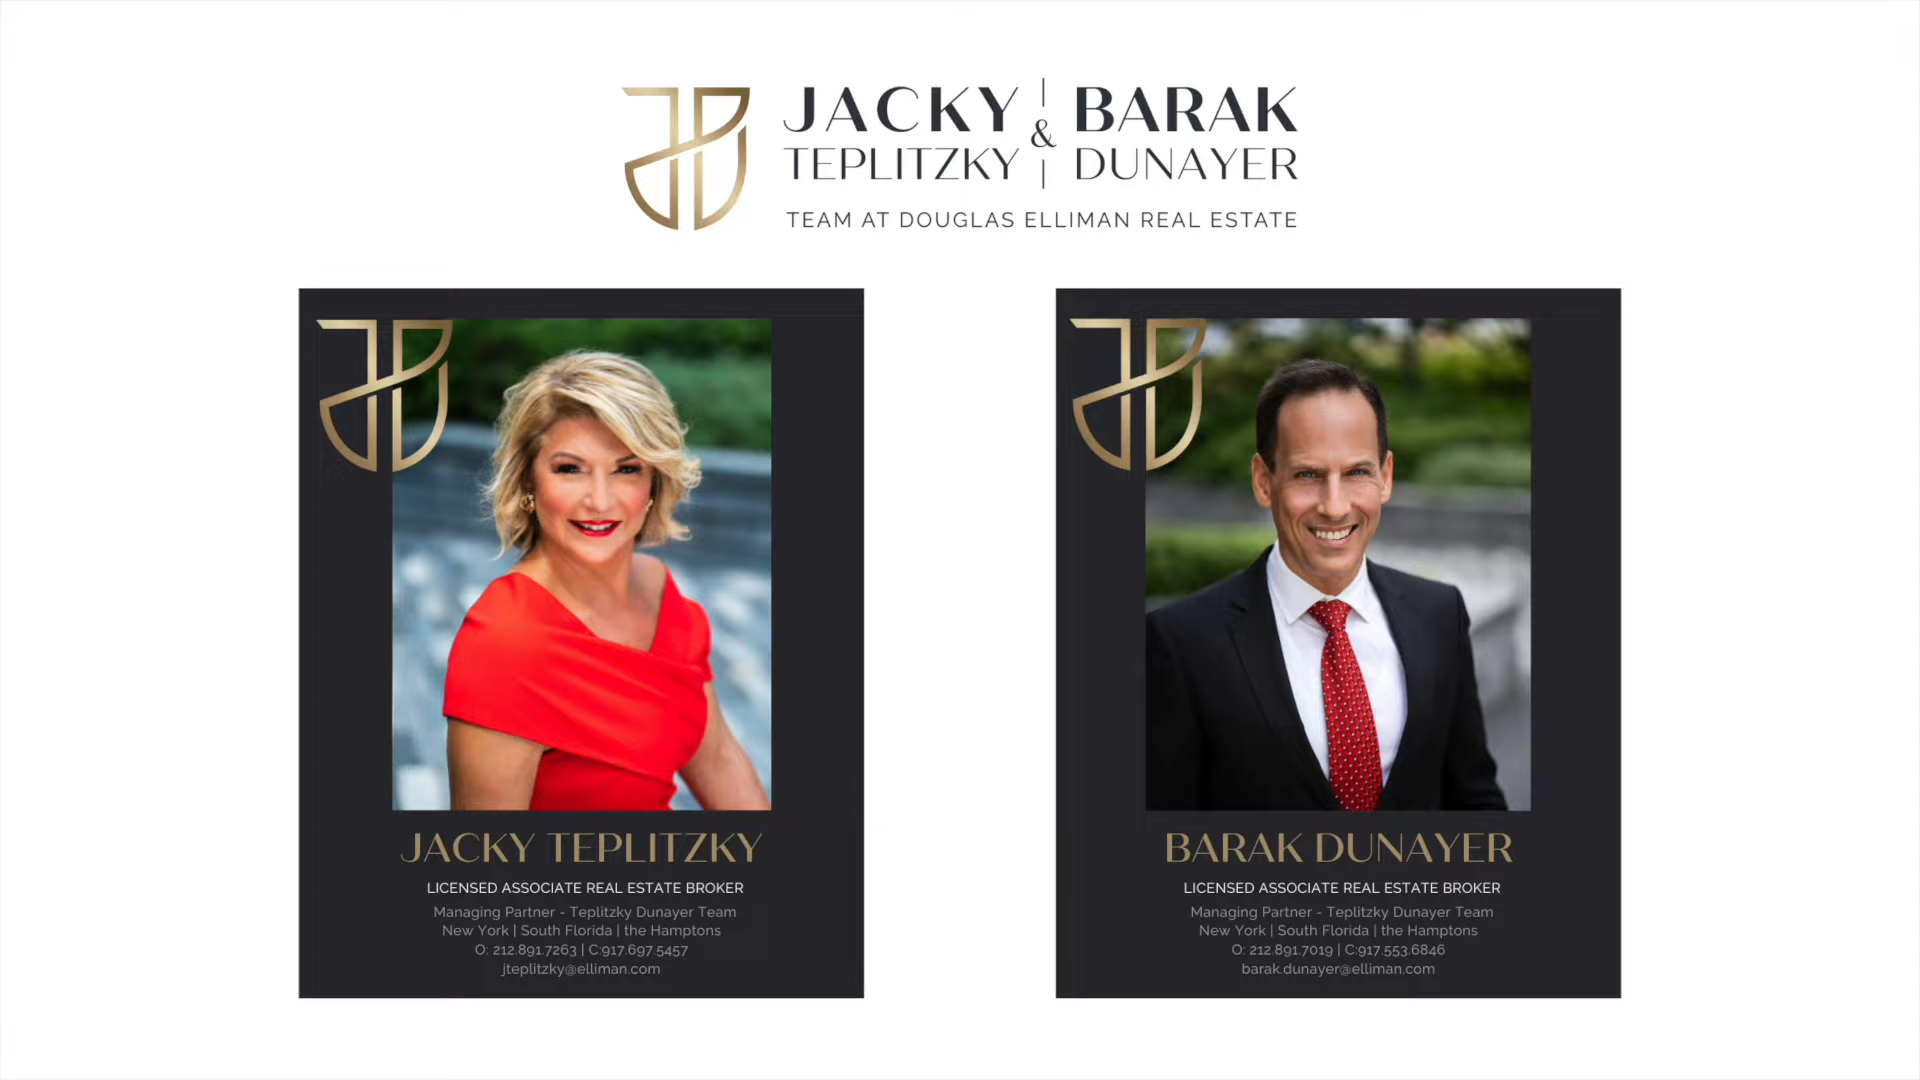 JACKY & BARAK
TEPLITZKY DUNAYER
TEAM AT DOUGLAS ELLIMAN REAL ESTATE
JACKY TEPLITZKY
LICENSED ASSOCIATE REAL ESTATE BROKER
Managing Partner - Teplitzky Dunayer Team
New York | South Florida | the Hamptons
O: 212.891.7263 | C:917.697.5457
jteplitzky@elliman.com
BARAK DUNAYER
LICENSED ASSOCIATE REAL ESTATE BROKER
Managing Partner - Teplitzky Dunayer Team
New York | South Florida | the Hamptons
O: 212.891.7019 | C:917.553.6846
barak.dunayer@elliman.com